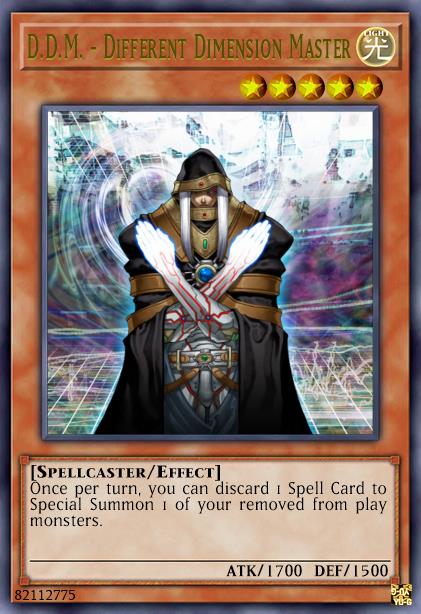 D.D.M. - Different Dimension Master
LIGHT
光
[Spellcaster/Effect]
Once per turn, you can discard 1 Spell Card to
Special Summon 1 of your removed from play
monsters.
ATK/1700 DEF/1500
82112775